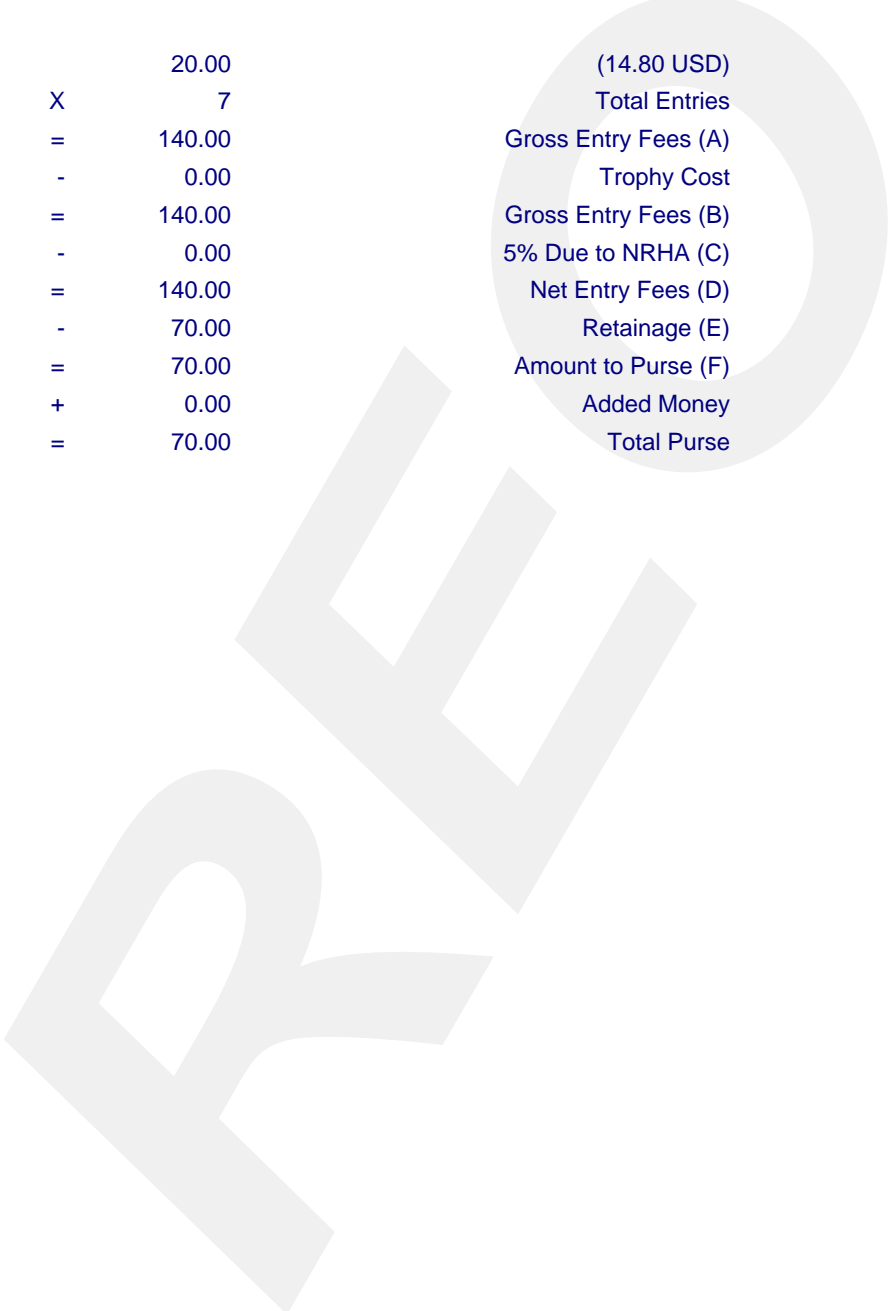 20.00 (14.80 USD)
X 7 Total Entries
= 140.00 Gross Entry Fees (A)
- 0.00 Trophy Cost
= 140.00 Gross Entry Fees (B)
- 0.00 5% Due to NRHA (C)
= 140.00 Net Entry Fees (D)
- 70.00 Retainage (E)
= 70.00 Amount to Purse (F)
+ 0.00 Added Money
= 70.00 Total Purse
REO